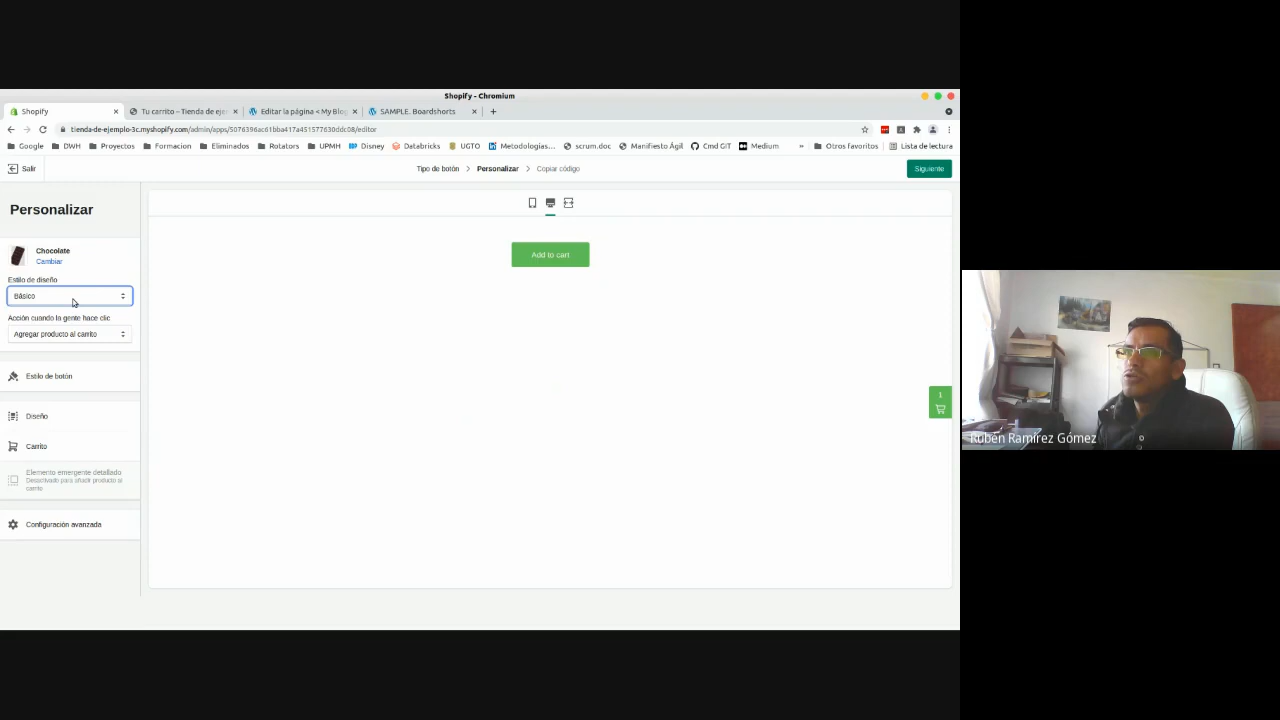 Shopify - Chromium
Shopify
Tu carrito – Tienda de eje
Editar la página < My Blog
SAMPLE. Boardshorts
tienda-de-ejemplo-3c.myshopify.com/admin/apps/5076396ac61bba417a451577630ddc08/editor
Google DWH Proyectos Formacion Eliminados Rotators UPMH Disney Databricks UGTO Metodologias... scrum.doc Manifiesto Ágil Cmd GIT Medium » Otros favoritos Lista de lectura
Salir
Tipo de botón > Personalizar > Copiar código
Siguiente
Personalizar
Chocolate
Cambiar
Estilo de diseño
Básico
Acción cuando la gente hace clic
Agregar producto al carrito
Estilo de botón
Diseño
Carrito
Elemento emergente detallado
Desactivado para añadir producto al
carrito
Configuración avanzada
Add to cart
1
Rubén Ramírez Gómez